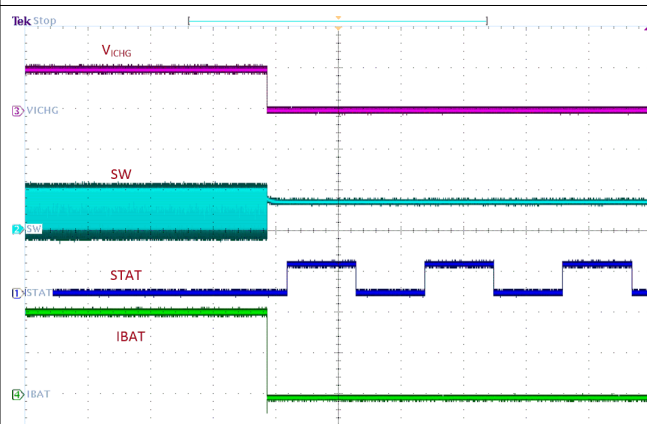 Tek Stop
VICHG
3 VICHG
SW
2 SW
STAT
1 STAT
IBAT
4 IBAT